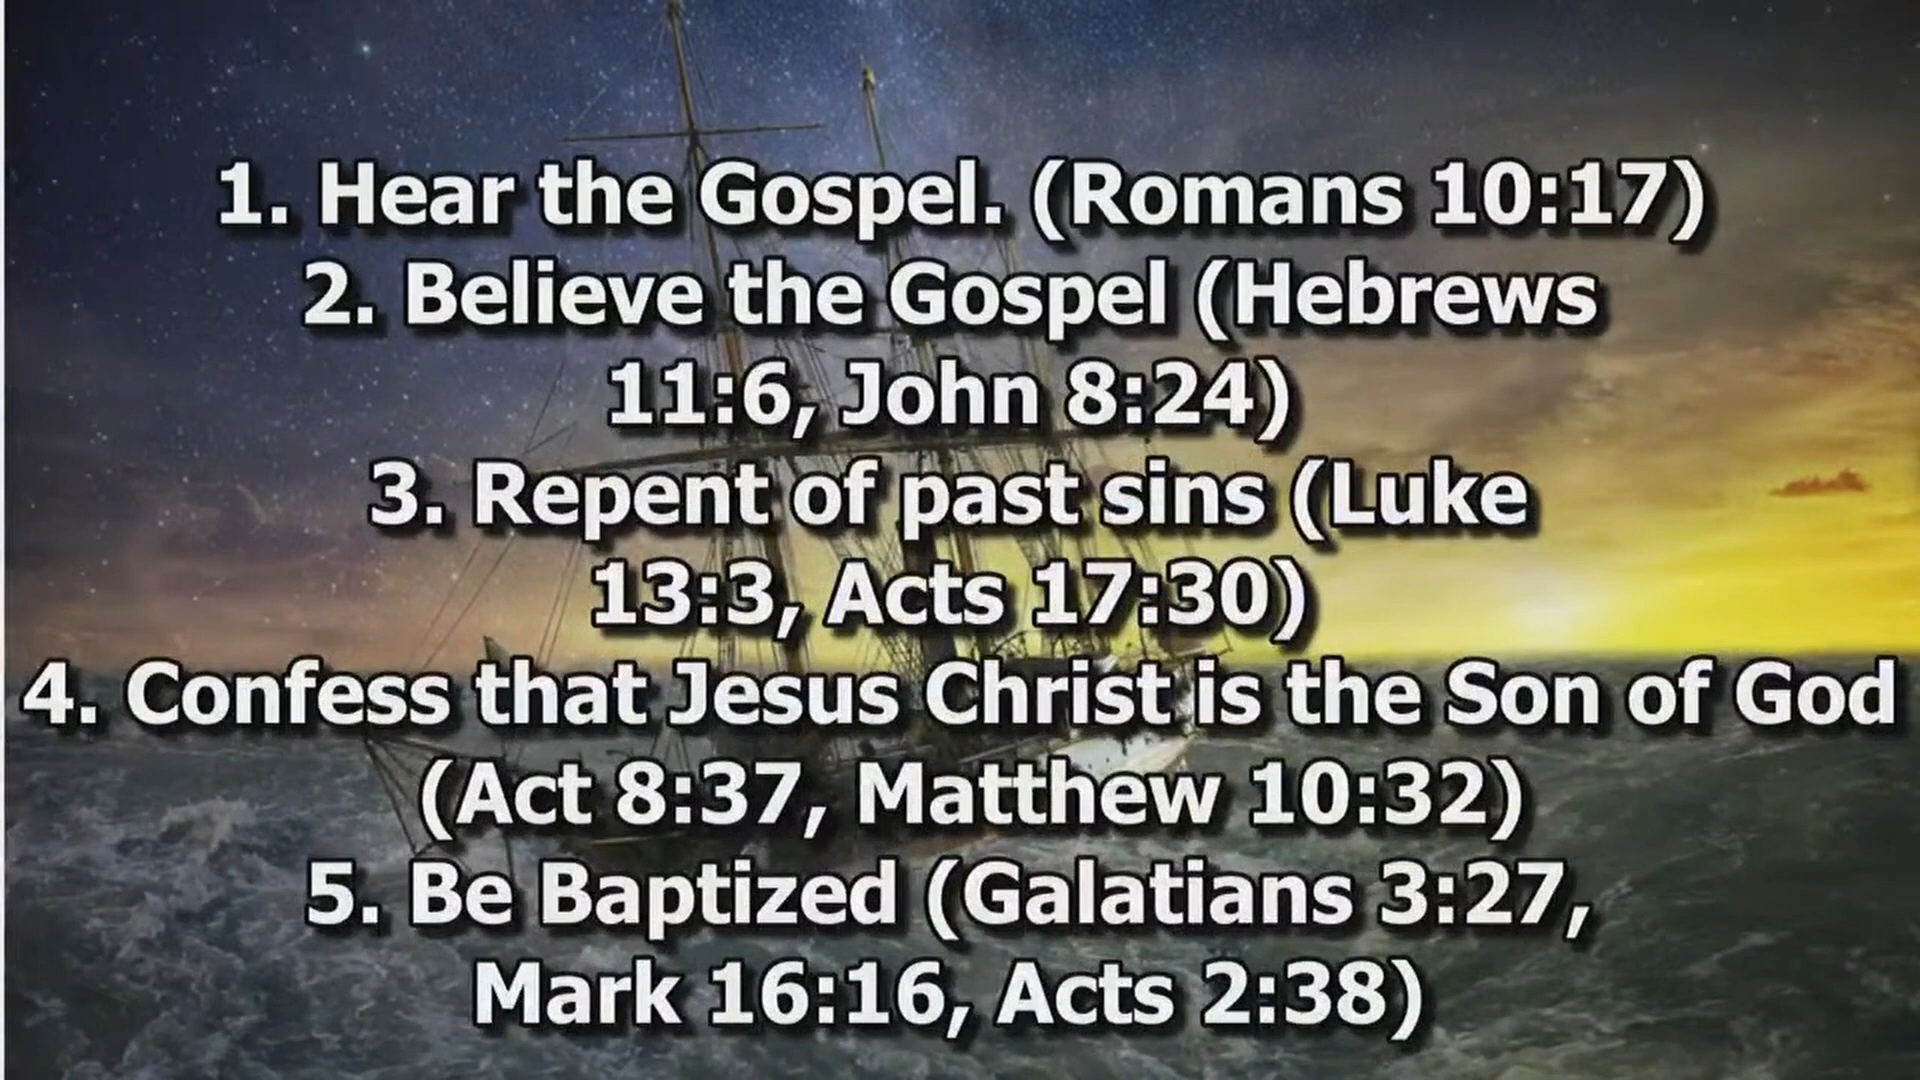 1. Hear the Gospel. (Romans 10:17)
2. Believe the Gospel (Hebrews
11:6, John 8:24)
3. Repent of past sins (Luke
13:3, Acts 17:30)
4. Confess that Jesus Christ is the Son of God
(Act 8:37, Matthew 10:32)
5. Be Baptized (Galatians 3:27,
Mark 16:16, Acts 2:38)